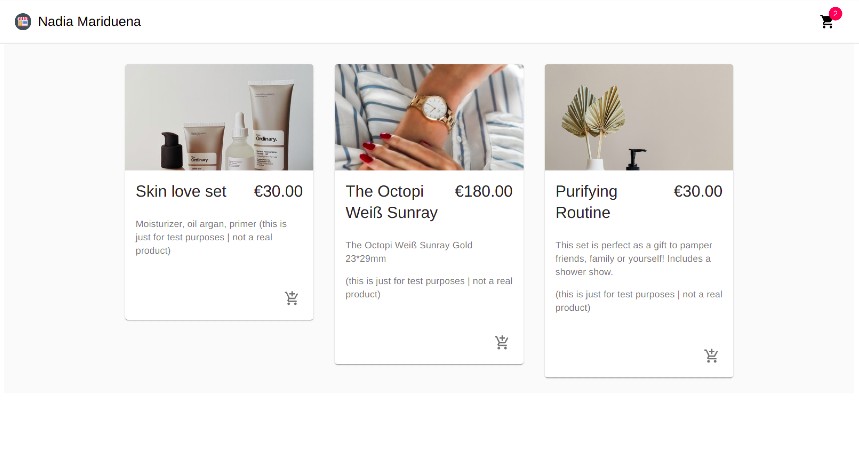 Nadia Mariduena
2
Ordinary.
Ordinary.
Skin love set
€30.00
Moisturizer, oil argan, primer (this is
just for test purposes | not a real
product)
The Octopi
Weiß Sunray
€180.00
The Octopi Weiß Sunray Gold
23*29mm
(this is just for test purposes | not a real
product)
Purifying
Routine
€30.00
This set is perfect as a gift to pamper
friends, family or yourself! Includes a
shower show.
(this is just for test purposes | not a real
product)